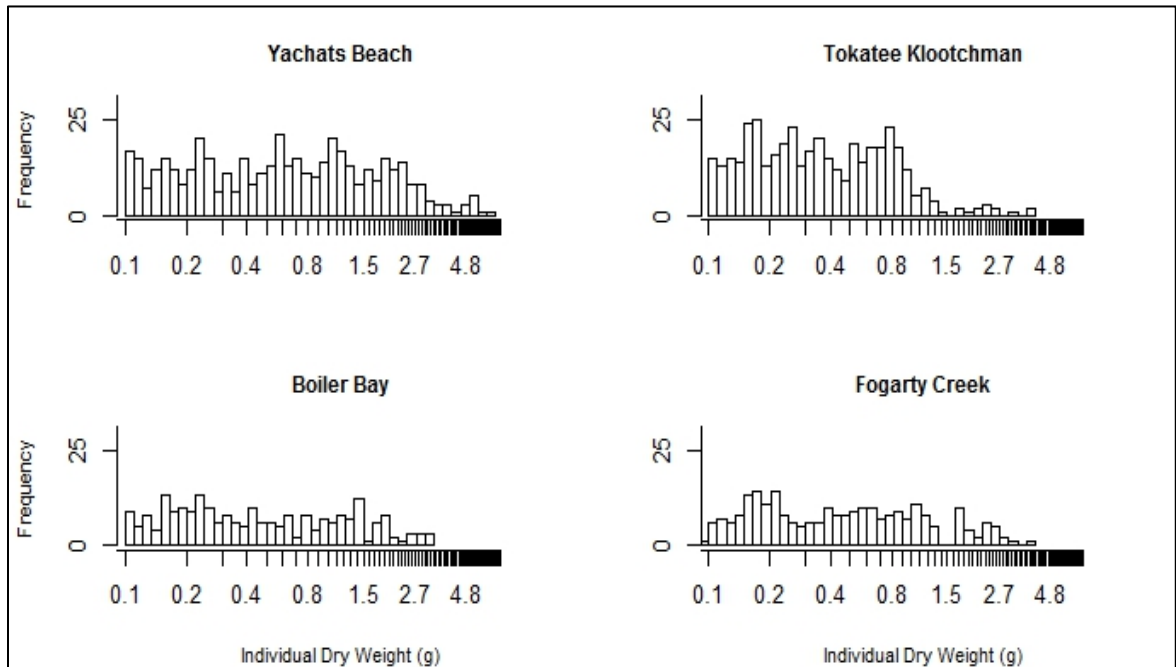 Yachats Beach
Tokatee Klootchman
Frequency
25
0
0.1 0.2 0.4 0.8 1.5 2.7 4.8
25
0
0.1 0.2 0.4 0.8 1.5 2.7 4.8
Boiler Bay
Fogarty Creek
Frequency
25
0
0.1 0.2 0.4 0.8 1.5 2.7 4.8
25
0
0.1 0.2 0.4 0.8 1.5 2.7 4.8
Individual Dry Weight (g)
Individual Dry Weight (g)